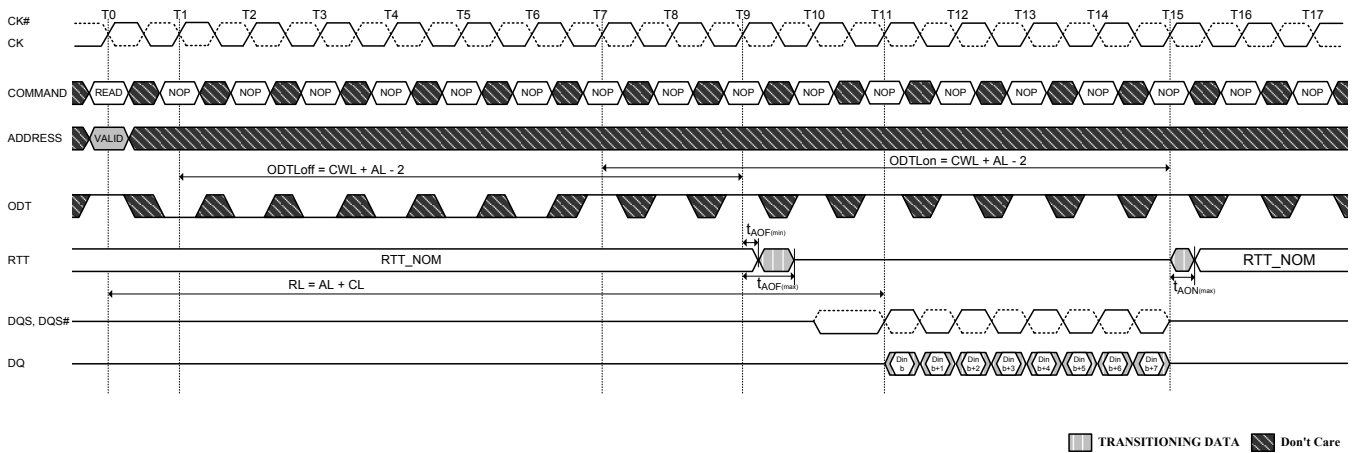 CK#
CK
T0 T1 T2 T3 T4 T5 T6 T7 T8 T9 T10 T11 T12 T13 T14 T15 T16 T17
COMMAND READ NOP NOP NOP NOP NOP NOP NOP NOP NOP NOP NOP NOP NOP NOP NOP NOP NOP
ADDRESS VALID
ODTLoff = CWL + AL - 2
ODTLon = CWL + AL - 2
ODT
tAOF(min)
RTT RTT_NOM RTT_NOM
tAOF(max)
tAON(max)
RL = AL + CL
DQS, DQS#
DQ
Din b
Din b+1
Din b+2
Din b+3
Din b+4
Din b+5
Din b+6
Din b+7
TRANSITIONING DATA Don't Care